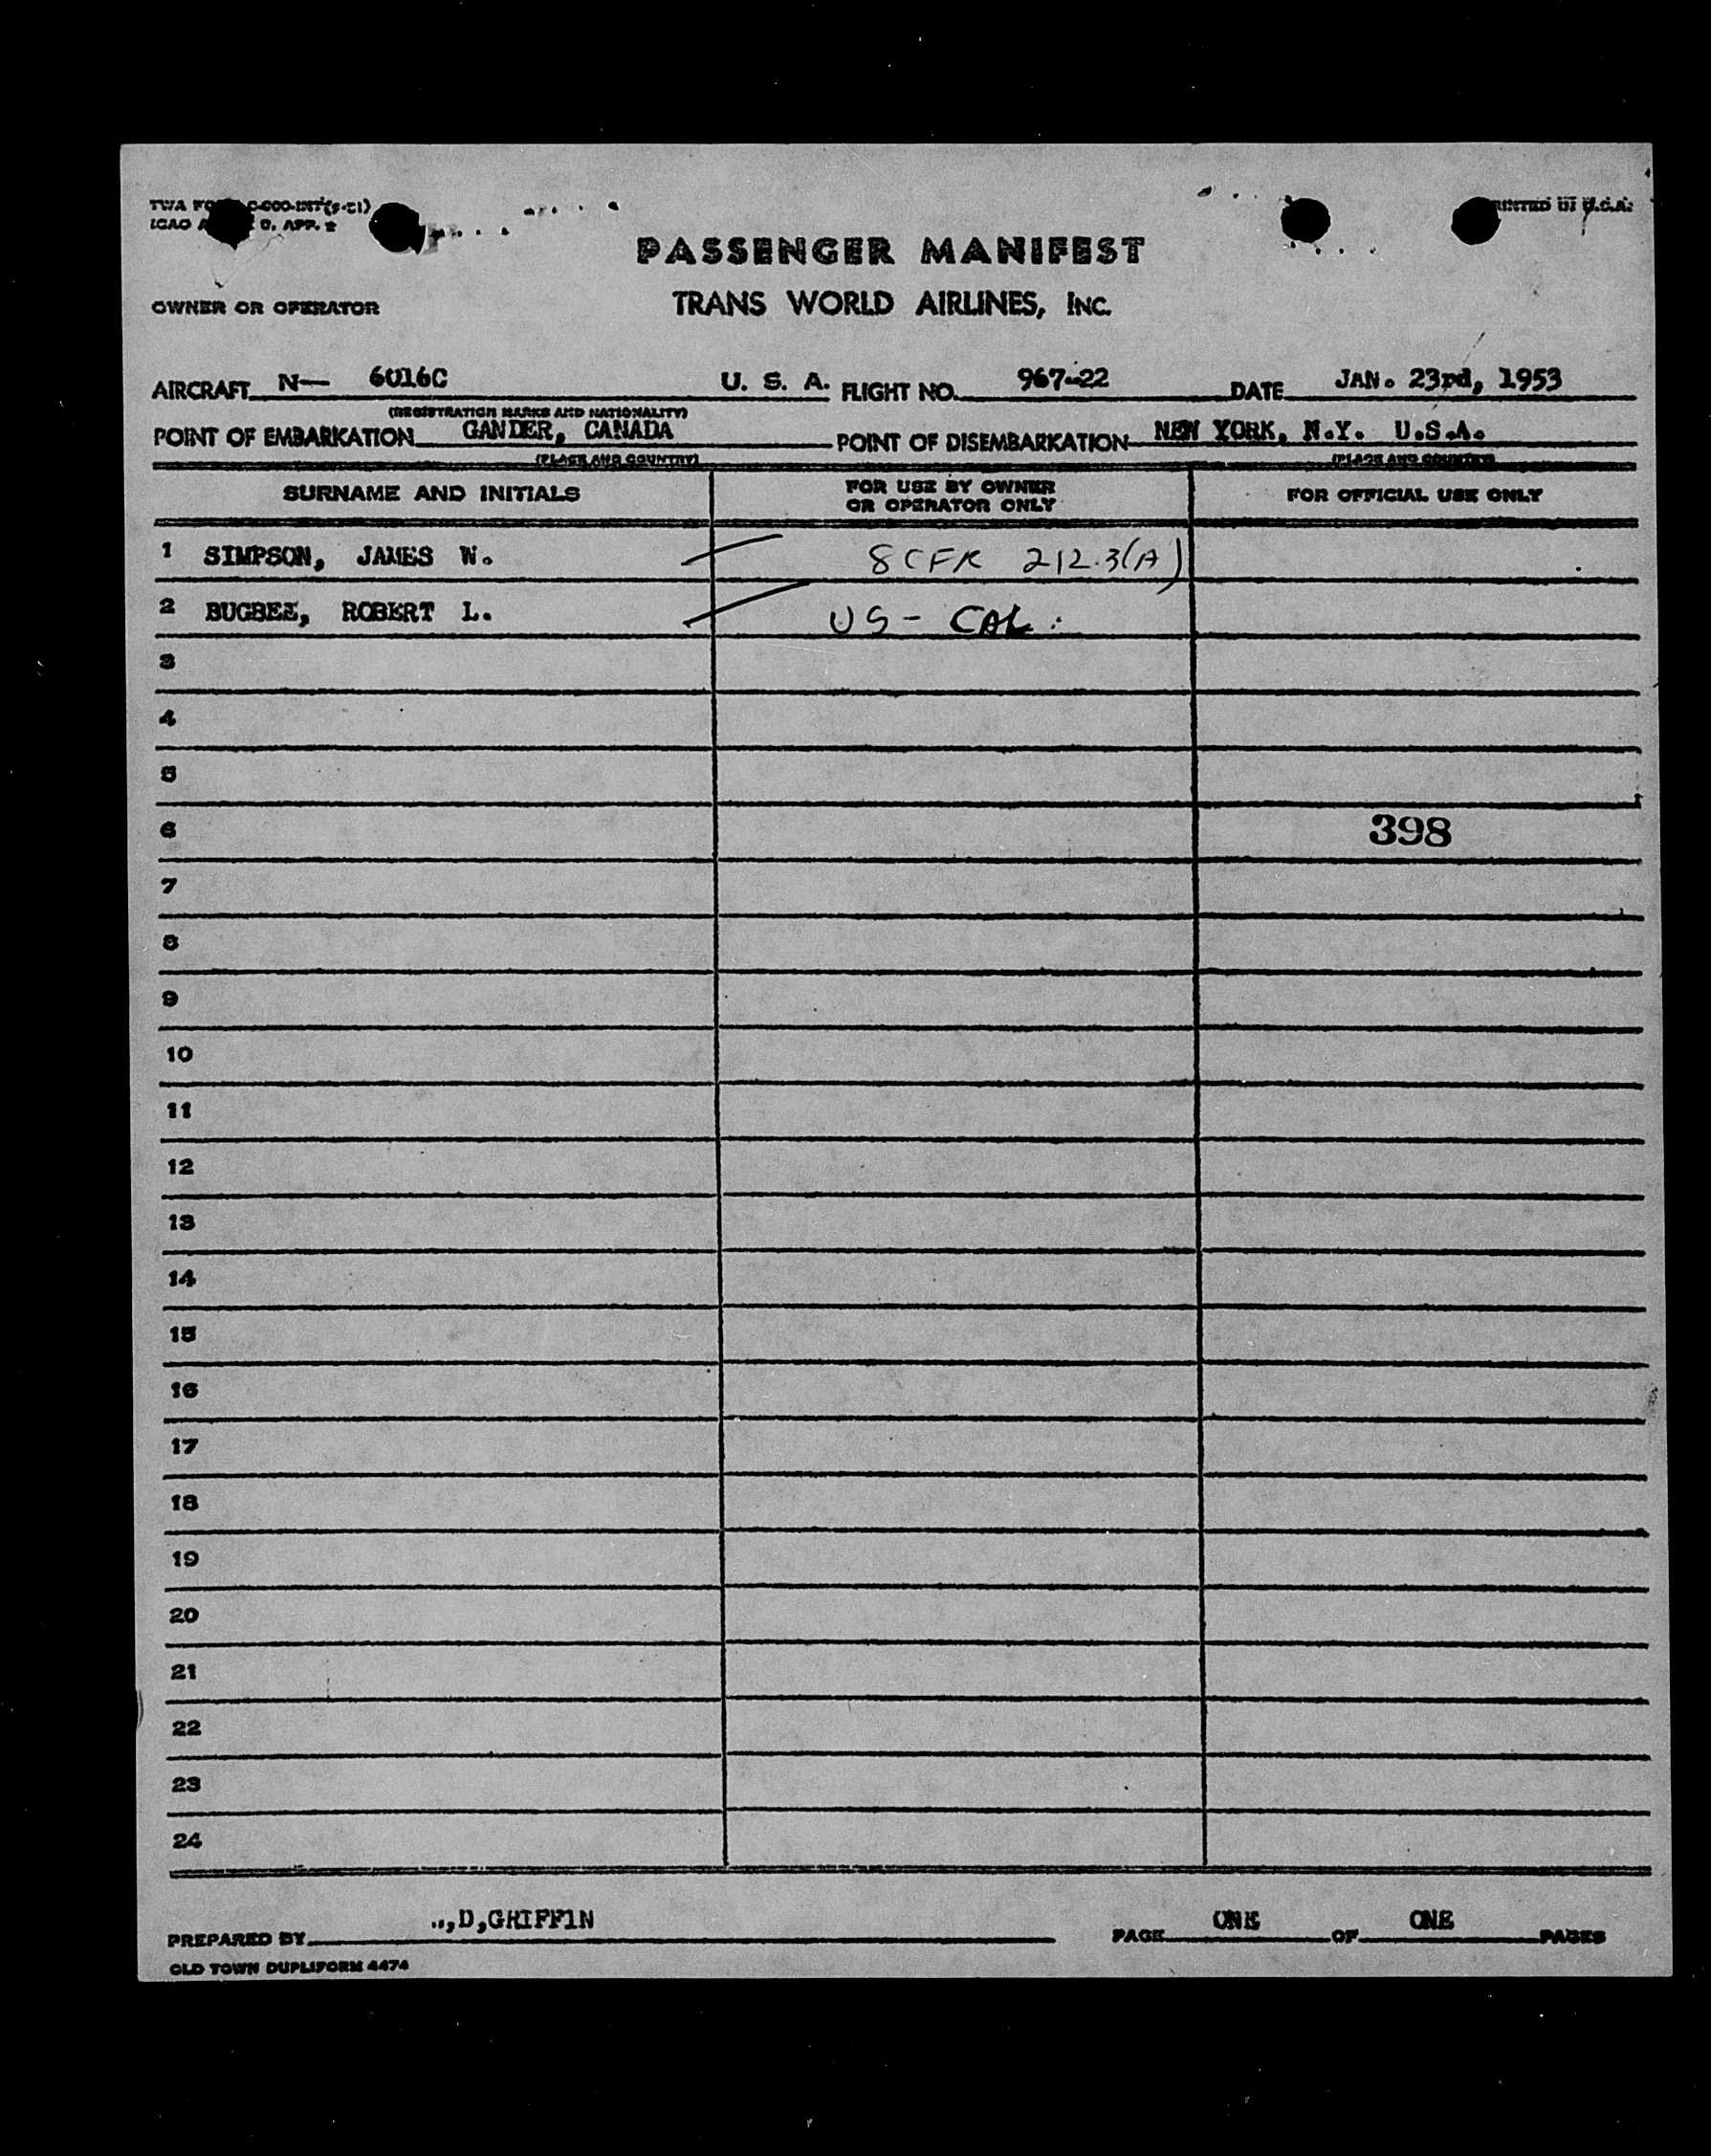 PASSENGER MANIFEST
OWNER OR OPERATOR TRANS WORLD AIRLINES, INC.
AIRCRAFT N— 6016C U. S. A. FLIGHT NO. 967-22 DATE JAN. 23rd, 1953
(REGISTRATION MARKS AND NATIONALITY)
POINT OF EMBARKATION GANDER, CANADA POINT OF DISEMBARKATION NEW YORK, N.Y. U.S.A.
(PLACE AND COUNTRY) (PLACE AND COUNTRY)
SURNAME AND INITIALS FOR USE BY OWNER OR OPERATOR ONLY FOR OFFICIAL USE ONLY
1 SIMPSON, JAMES W. 8 CFR 212.3(A)
2 BUGBEE, ROBERT L. US - CAL.
3
4
5
6 398
7
8
9
10
11
12
13
14
15
16
17
18
19
20
21
22
23
24
PREPARED BY D,GRIFFIN PAGE ONE OF ONE PAGES
OLD TOWN DUPLIFORM 4474